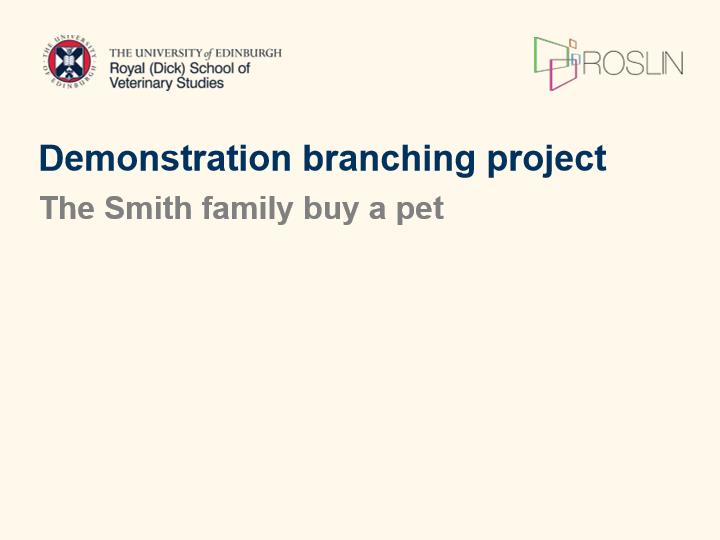 THE UNIVERSITY of EDINBURGH
Royal (Dick) School of
Veterinary Studies
ROSLIN
Demonstration branching project
The Smith family buy a pet